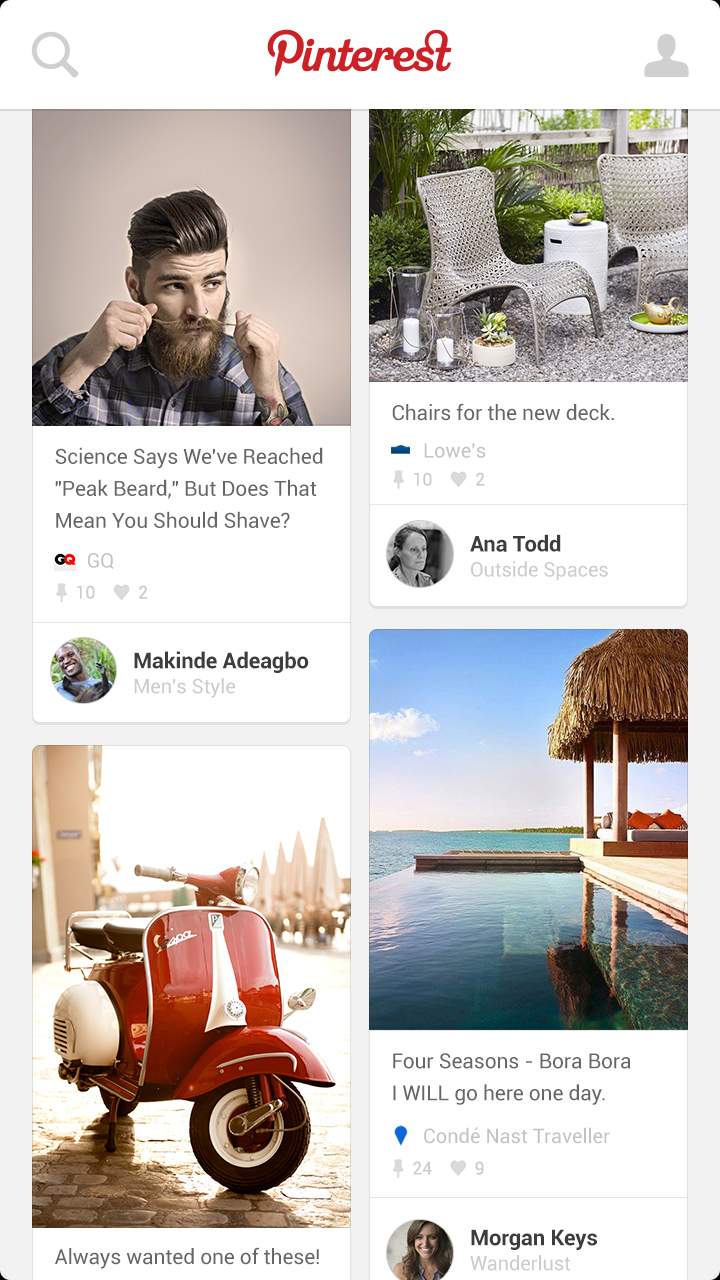 Pinterest
Science Says We've Reached
"Peak Beard," But Does That
Mean You Should Shave?
GQ GQ
10 2
Makinde Adeagbo
Men's Style
Vespa
Always wanted one of these!
Chairs for the new deck.
Lowe's
10 2
Ana Todd
Outside Spaces
Four Seasons - Bora Bora
I WILL go here one day.
Condé Nast Traveller
24 9
Morgan Keys
Wanderlust